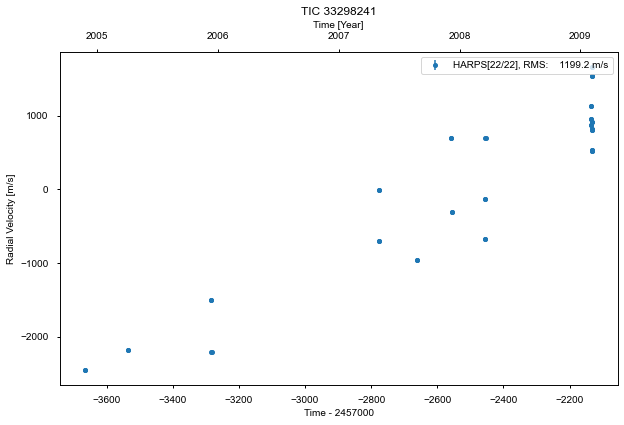 TIC 33298241
Time [Year]
2005 2006 2007 2008 2009
HARPS[22/22], RMS: 1199.2 m/s
Radial Velocity [m/s]
1000
0
−1000
−2000
−3600 −3400 −3200 −3000 −2800 −2600 −2400 −2200
Time - 2457000